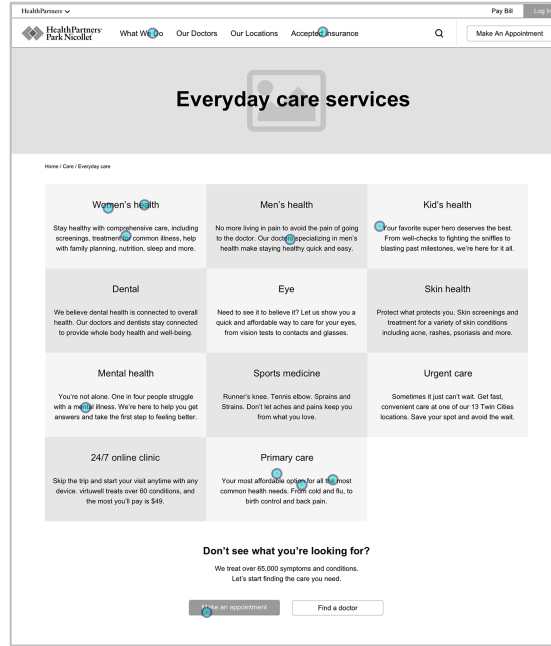 HealthPartners
Pay Bill
Log In
HealthPartners®
Park Nicollet
What We Do
Our Doctors
Our Locations
Accepted Insurance
Make An Appointment
Everyday care services
Home / Care / Everyday care
Women's health
Stay healthy with comprehensive care, including
screenings, treatment for common illness, help
with family planning, nutrition, sleep and more.
Men's health
No more living in pain to avoid the pain of going
to the doctor. Our doctors specializing in men's
health make staying healthy quick and easy.
Kid's health
Your favorite super hero deserves the best.
From well-checks to fighting the sniffles to
blasting past milestones, we're here for it all.
Dental
We believe dental health is connected to overall
health. Our doctors and dentists stay connected
to provide whole body health and well-being.
Eye
Need to see it to believe it? Let us show you a
quick and affordable way to care for your eyes,
from vision tests to contacts and glasses.
Skin health
Protect what protects you. Skin screenings and
treatment for a variety of skin conditions
including acne, rashes, psoriasis and more.
Mental health
You're not alone. One in four people struggle
with a mental illness. We're here to help you get
answers and take the first step to feeling better.
Sports medicine
Runner's knee. Tennis elbow. Sprains and
Strains. Don't let aches and pains keep you
from what you love.
Urgent care
Sometimes it just can't wait. Get fast,
convenient care at one of our 13 Twin Cities
locations. Save your spot and avoid the wait.
24/7 online clinic
Skip the trip and start your visit anytime with any
device. virtuwell treats over 60 conditions, and
the most you'll pay is $49.
Primary care
Your most affordable option for all the most
common health needs. From cold and flu, to
birth control and back pain.
Don't see what you're looking for?
We treat over 65,000 symptoms and conditions.
Let's start finding the care you need.
Make an appointment
Find a doctor